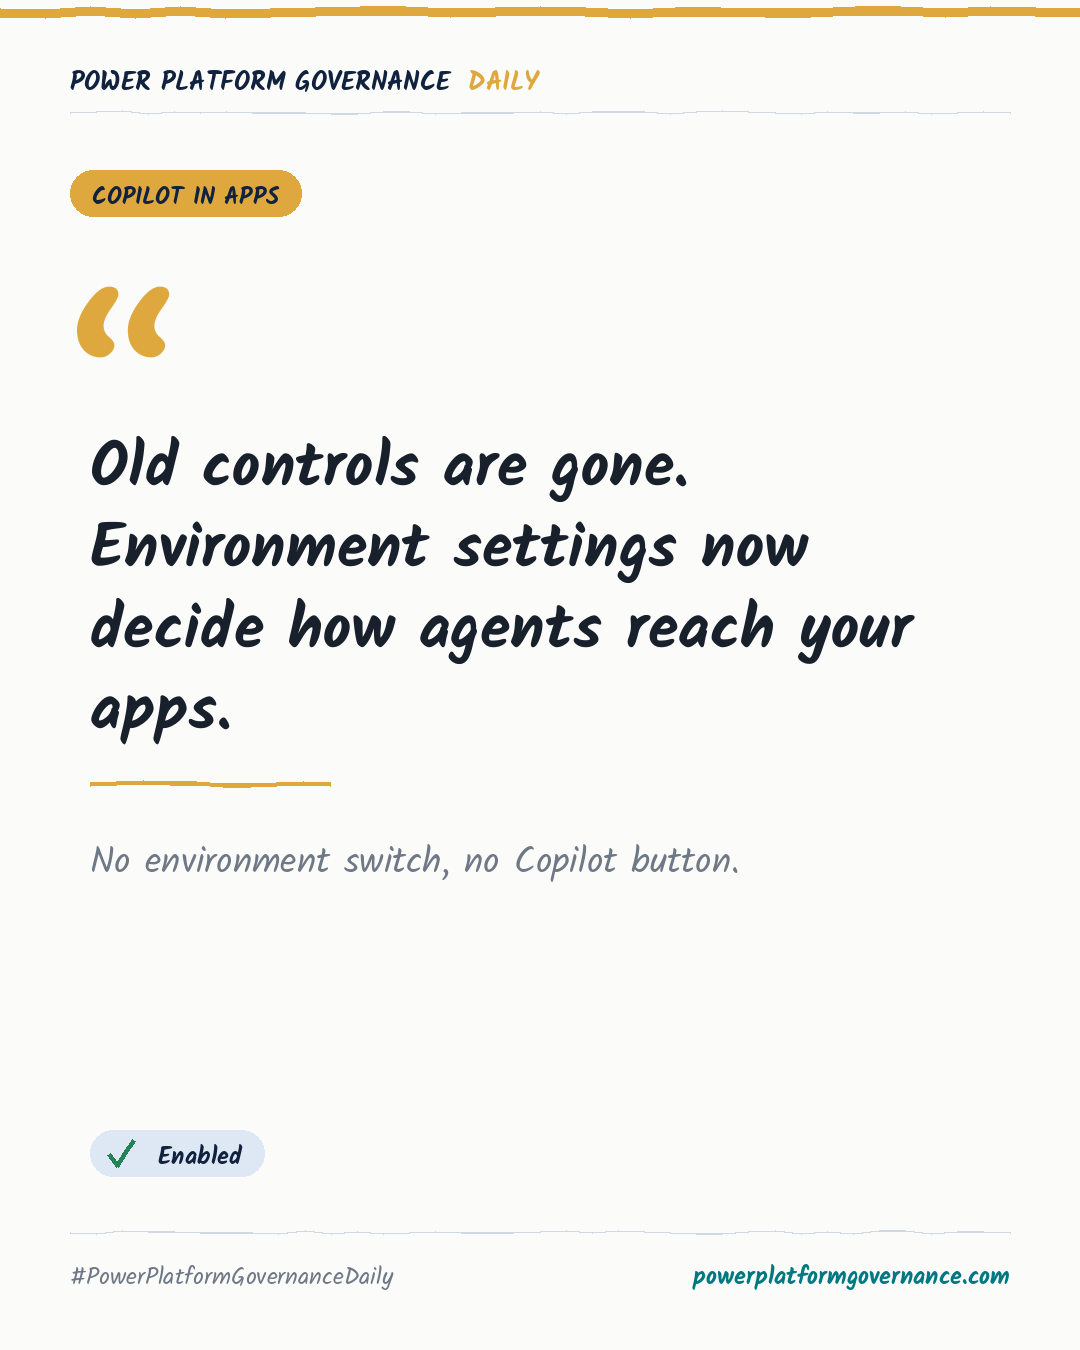 POWER PLATFORM GOVERNANCE DAILY
COPILOT IN APPS
“
Old controls are gone.
Environment settings now
decide how agents reach your
apps.
No environment switch, no Copilot button.
Enabled
#PowerPlatformGovernanceDaily
powerplatformgovernance.com